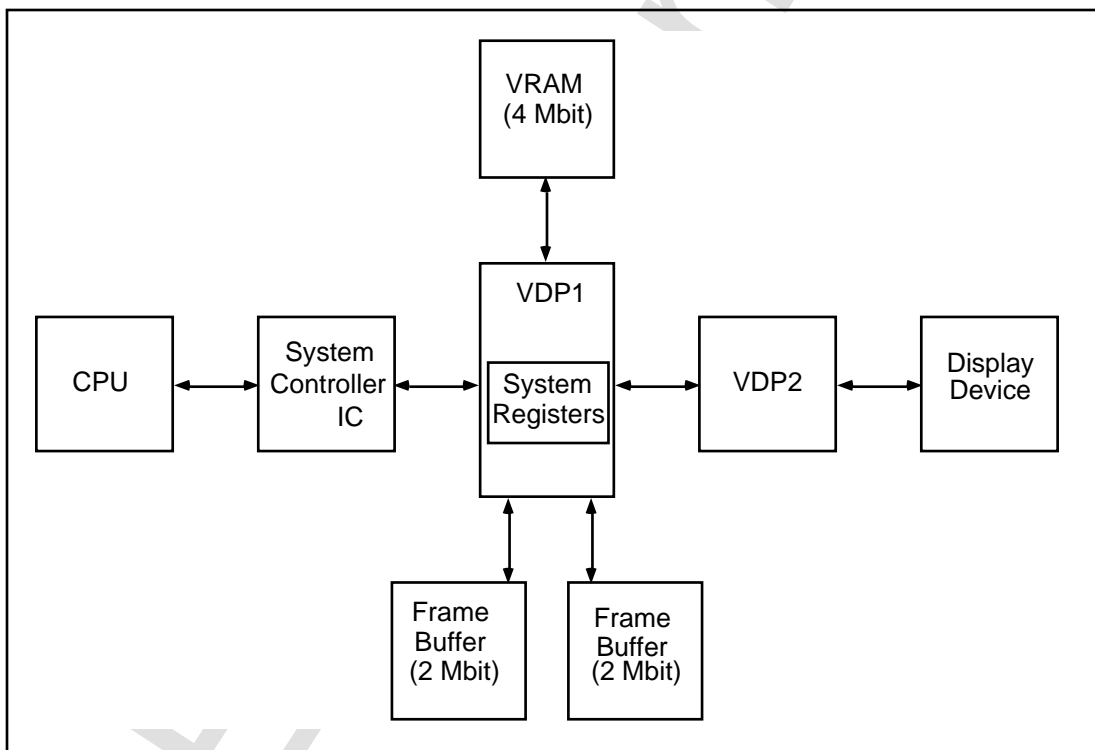 VRAM
(4 Mbit)
VDP1
CPU
System
Controller
IC
System
Registers
VDP2
Display
Device
Frame
Buffer
(2 Mbit)
Frame
Buffer
(2 Mbit)